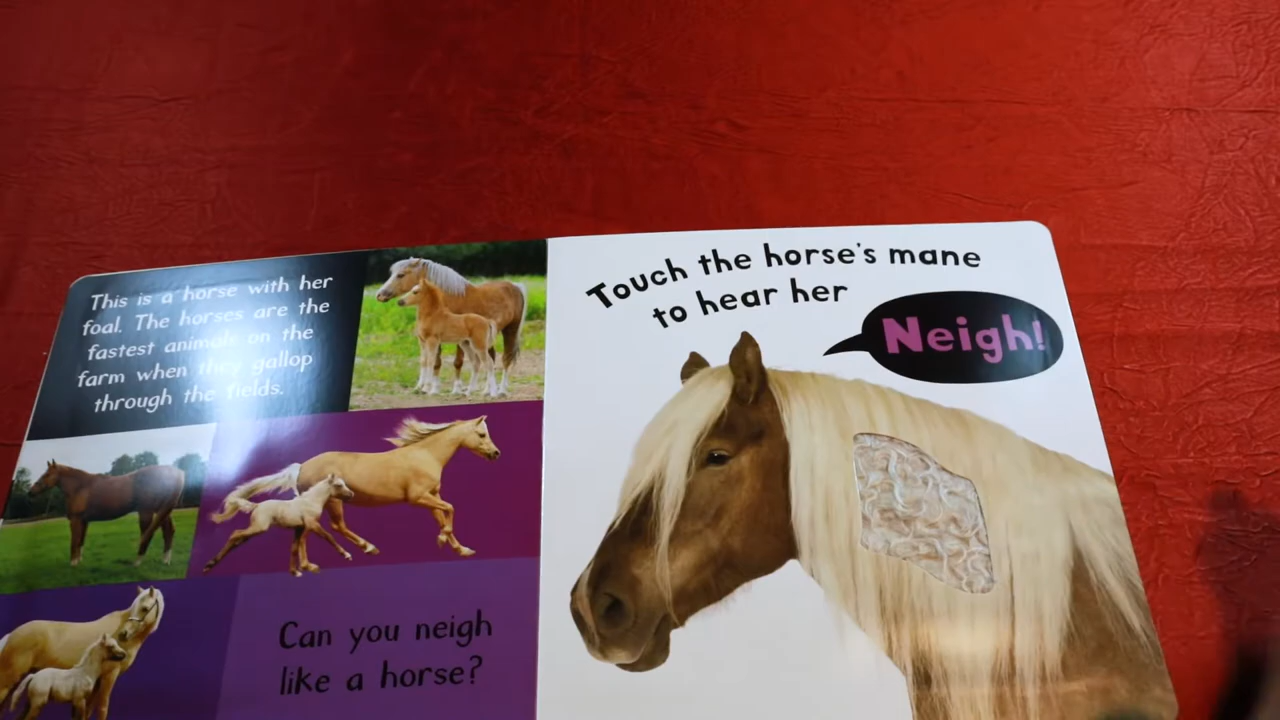 This is a horse with her
foal. The horses are the
fastest animals on the
farm when they gallop
through the fields.
Can you neigh
like a horse?
Touch the horse's mane
to hear her
Neigh!